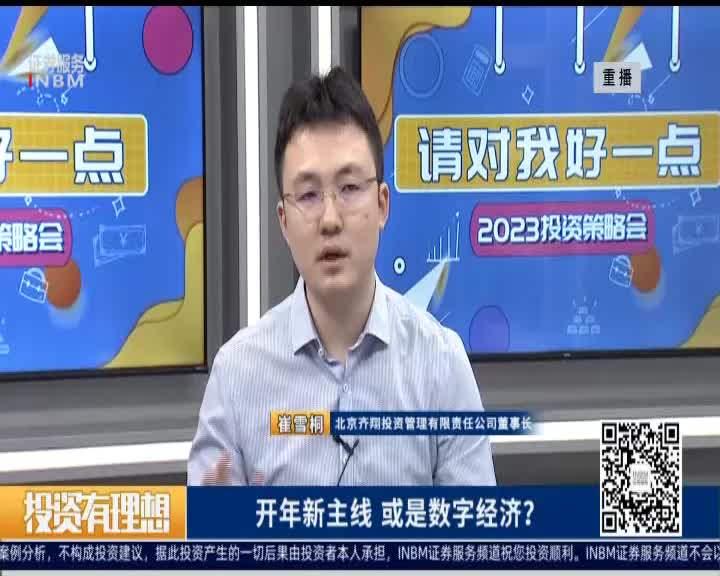 证券服务
INBM
重播
好一点
请对我好一点
策略会
2023投资策略会
崔雪桐 北京齐翔投资管理有限责任公司董事长
投资有理想
开年新主线 或是数字经济?
案例分析,不构成投资建议,据此投资产生的一切后果由投资者本人承担,INBM证券服务频道祝您投资顺利。INBM证券服务频道不会以